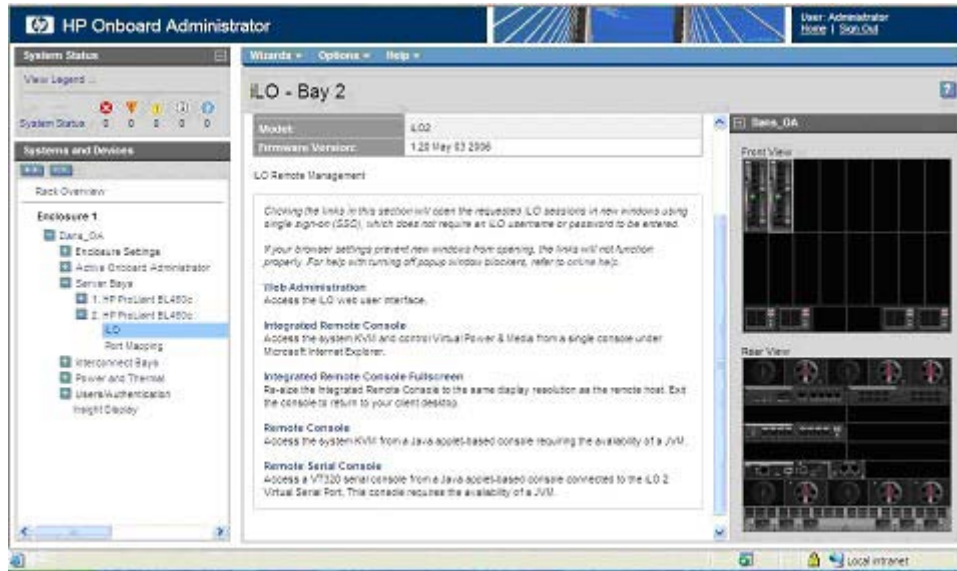 HP Onboard Administrator
User: Administrator
Home | Sign Out
System Status
View Legend ...
System Status 0 0 0 0 0
Systems and Devices
Rack Overview
Enclosure 1
Dans_OA
Enclosure Settings
Active Onboard Administrator
Server Bays
1. HP ProLiant BL460c
2. HP ProLiant BL460c
iLO
Port Mapping
Interconnect Bays
Power and Thermal
Users/Authentication
Insight Display
Wizards Options Help
iLO - Bay 2
Model: iLO2
Firmware Version: 1.20 May 03 2006
iLO Remote Management
Clicking the links in this section will open the requested iLO sessions in new windows using
single sign-on (SSO), which does not require an iLO username or password to be entered.
If your browser settings prevent new windows from opening, the links will not function
properly. For help with turning off popup window blockers, refer to online help.
Web Administration
Access the iLO web user interface.
Integrated Remote Console
Access the system KVM and control Virtual Power & Media from a single console under
Microsoft Internet Explorer.
Integrated Remote Console Fullscreen
Re-size the Integrated Remote Console to the same display resolution as the remote host. Exit
the console to return to your client desktop.
Remote Console
Access the system KVM from a Java applet-based console requiring the availability of a JVM.
Remote Serial Console
Access a VT320 serial console from a Java applet-based console connected to the iLO 2
Virtual Serial Port. This console requires the availability of a JVM.
Dans_OA
Front View
Rear View
Local intranet